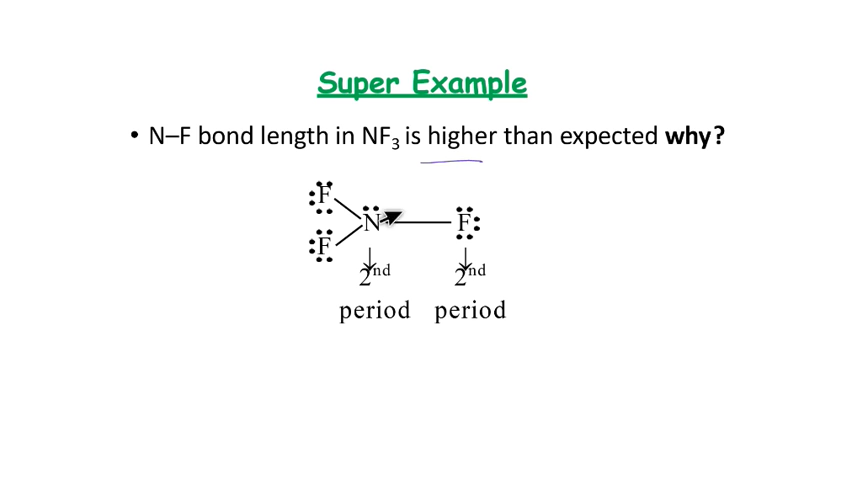 Super Example
• N–F bond length in NF₃ is higher than expected why?
F
N F
F
2nd 2nd
period period